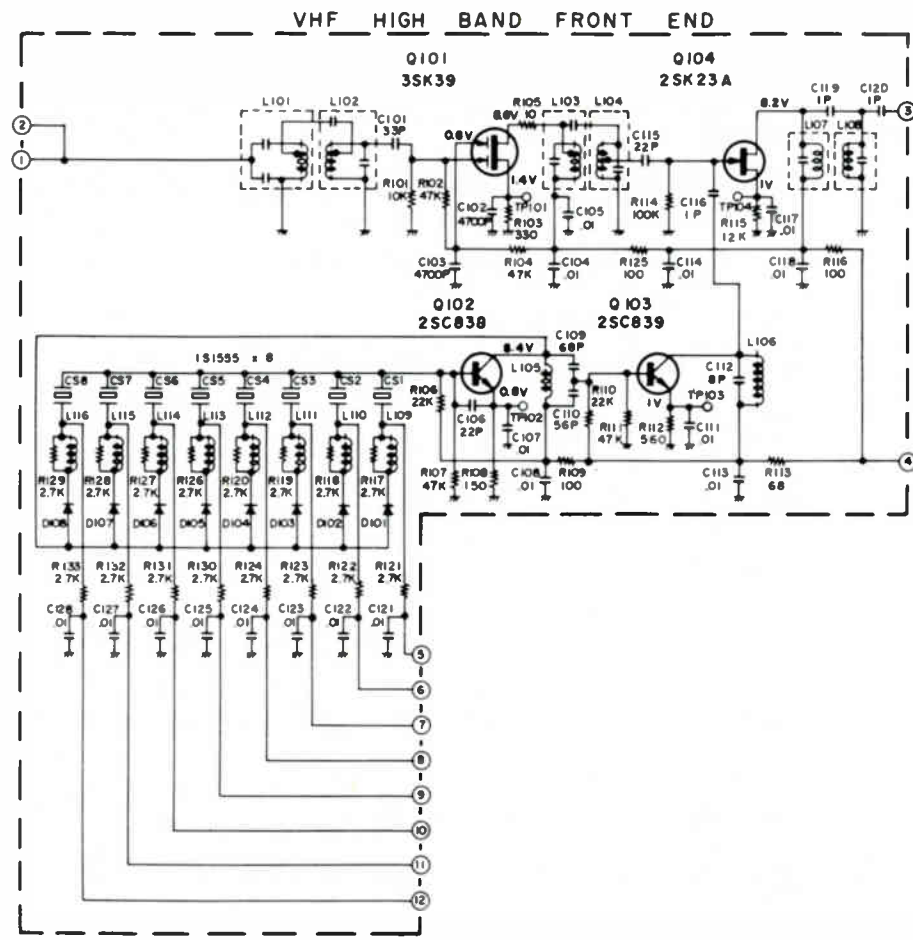 VHF HIGH BAND FRONT END
Q101
3SK39
Q104
2SK23A
L101
L102
C101
33P
R105
10
8.8V
0.8V
L103
L104
C115
22P
8.2V
C119
1P
C120
1P
L107
L108
3
2
1
R101
10K
R102
47K
1.4V
TP101
C102
4700P
R103
330
C105
.01
R114
100K
C116
1P
1V
TP104
R115
12K
C117
.01
C103
4700P
R104
47K
C104
.01
R125
100
C114
.01
C118
.01
R116
100
Q102
2SC838
Q103
2SC839
1S1555 x 8
8.4V
C109
68P
L105
L106
C112
8P
CS8
CS7
CS6
CS5
CS4
CS3
CS2
CS1
R106
22K
0.8V
TP102
C106
22P
C107
.01
C110
56P
R110
22K
R111
47K
1V
TP103
R112
560
C111
.01
L116
L115
L114
L113
L112
L111
L110
L109
R129
2.7K
R128
2.7K
R127
2.7K
R126
2.7K
R120
2.7K
R119
2.7K
R118
2.7K
R117
2.7K
R107
47K
R108
150
C108
.01
R109
100
C113
.01
R113
68
4
D108
D107
D106
D105
D104
D103
D102
D101
R133
2.7K
R132
2.7K
R131
2.7K
R130
2.7K
R124
2.7K
R123
2.7K
R122
2.7K
R121
2.7K
C128
.01
C127
.01
C126
.01
C125
.01
C124
.01
C123
.01
C122
.01
C121
.01
5
6
7
8
9
10
11
12